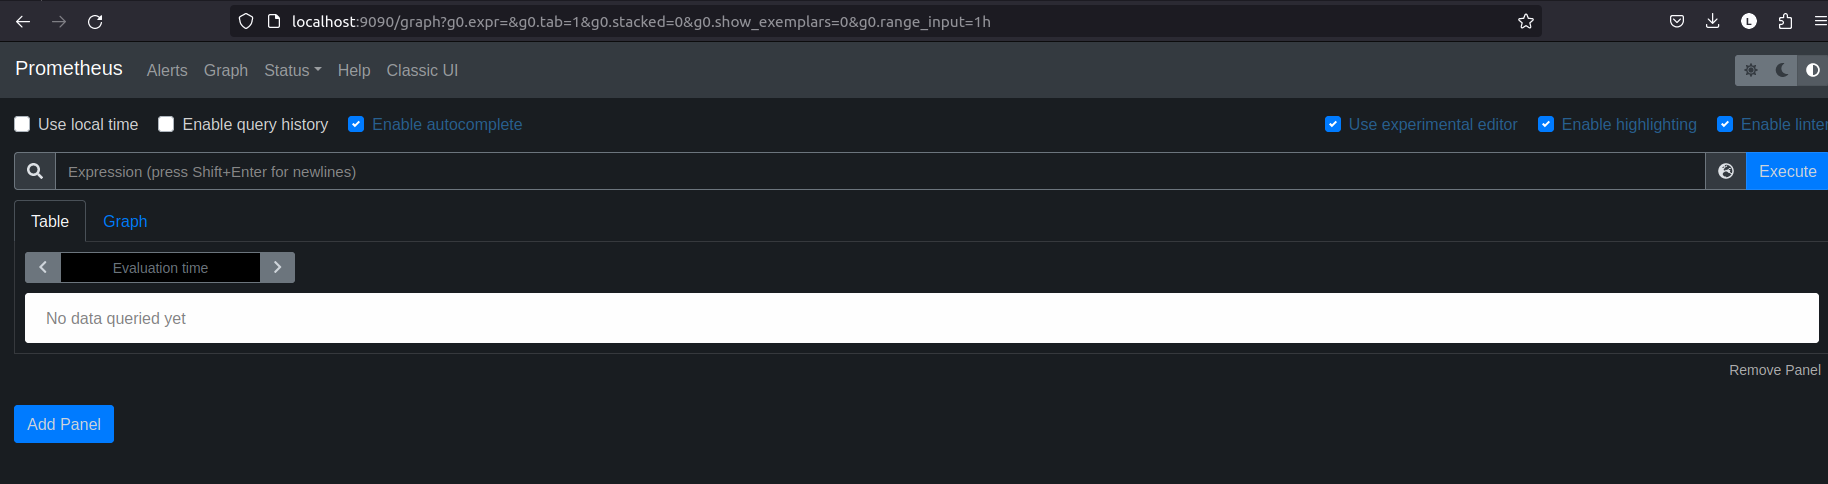 localhost:9090/graph?g0.expr=&g0.tab=1&g0.stacked=0&g0.show_exemplars=0&g0.range_input=1h
L
Prometheus Alerts Graph Status Help Classic UI
Use local time Enable query history Enable autocomplete Use experimental editor Enable highlighting Enable linter
Expression (press Shift+Enter for newlines) Execute
Table Graph
Evaluation time
No data queried yet
Remove Panel
Add Panel